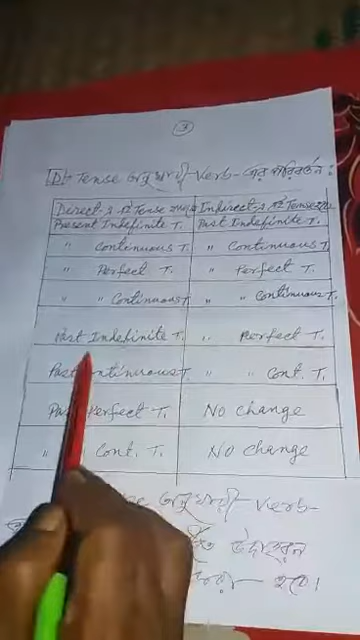 3
D) Tense অনুযায়ী Verb-এর পরিবর্তন:
Direct-এ Tense Indirect-এ Tense
Present Indefinite T. Past Indefinite T.
" Continuous T. " Continuous T.
" Perfect T. " Perfect T.
" " Continuous T. " " Continuous T.
Past Indefinite T. " Perfect T.
Past Continuous T. " " Cont. T.
Past Perfect T. No change
" Cont. T. No change
অনুযায়ী Verb-
উদাহরণ
হবে।